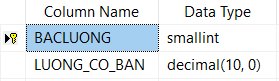 Column Name Data Type
BACLUONG smallint
LUONG_CO_BAN decimal(10, 0)